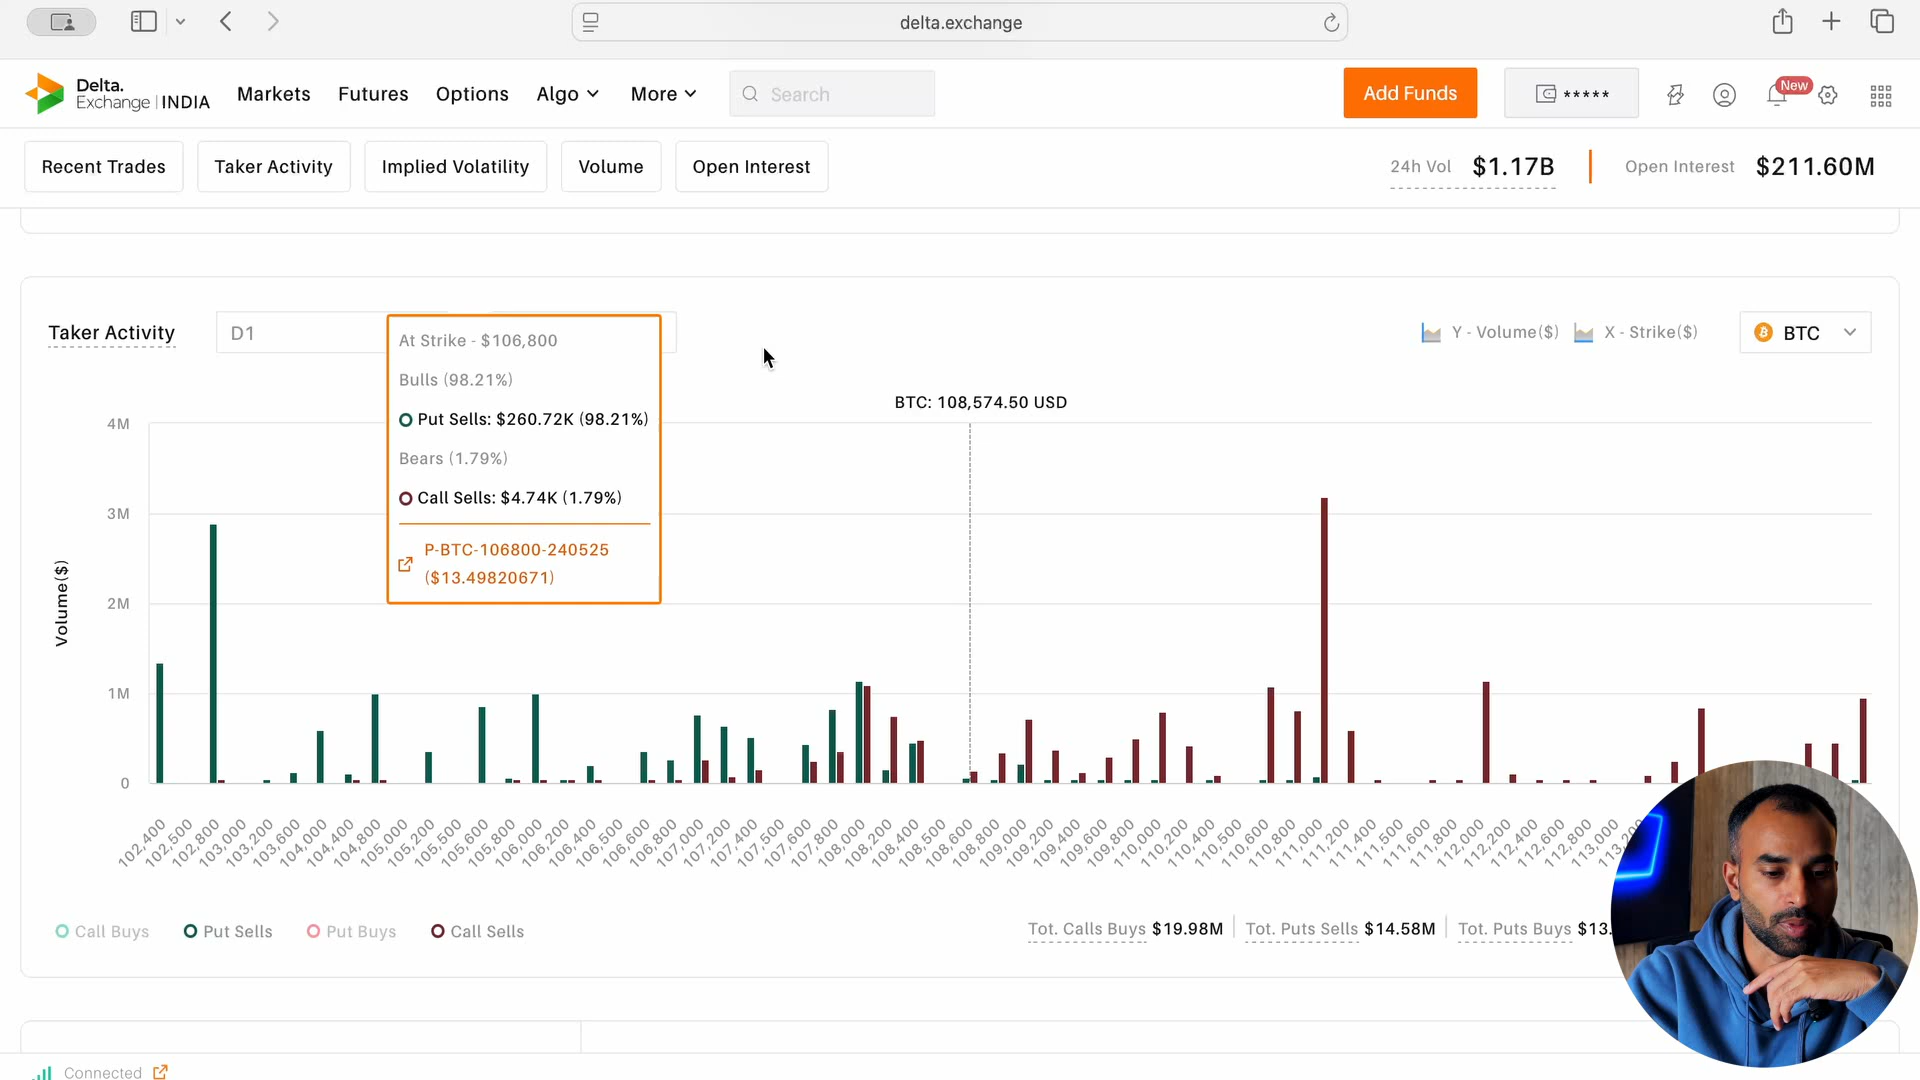 delta.exchange
Delta.
Exchange | INDIA
Markets
Futures
Options
Algo
More
Search
Add Funds
*****
New
Recent Trades
Taker Activity
Implied Volatility
Volume
Open Interest
24h Vol $1.17B
Open Interest $211.60M
Taker Activity
D1
Y - Volume($)
X - Strike($)
BTC
At Strike - $106,800
Bulls (98.21%)
Put Sells: $260.72K (98.21%)
Bears (1.79%)
Call Sells: $4.74K (1.79%)
P-BTC-106800-240525
($13.49820671)
BTC: 108,574.50 USD
Volume($)
4M
3M
2M
1M
0
102,400
102,500
102,800
103,000
103,200
103,600
104,000
104,400
104,800
105,000
105,200
105,500
105,600
105,800
106,000
106,200
106,400
106,500
106,600
106,800
107,000
107,200
107,400
107,500
107,600
107,800
108,000
108,200
108,400
108,500
108,600
108,800
109,000
109,200
109,400
109,600
109,800
110,000
110,200
110,400
110,500
110,600
110,800
111,000
111,200
111,400
111,500
111,600
111,800
112,000
112,200
112,400
112,600
112,800
113,000
113,200
Call Buys
Put Sells
Put Buys
Call Sells
Tot. Calls Buys $19.98M
Tot. Puts Sells $14.58M
Tot. Puts Buys $13.
Connected